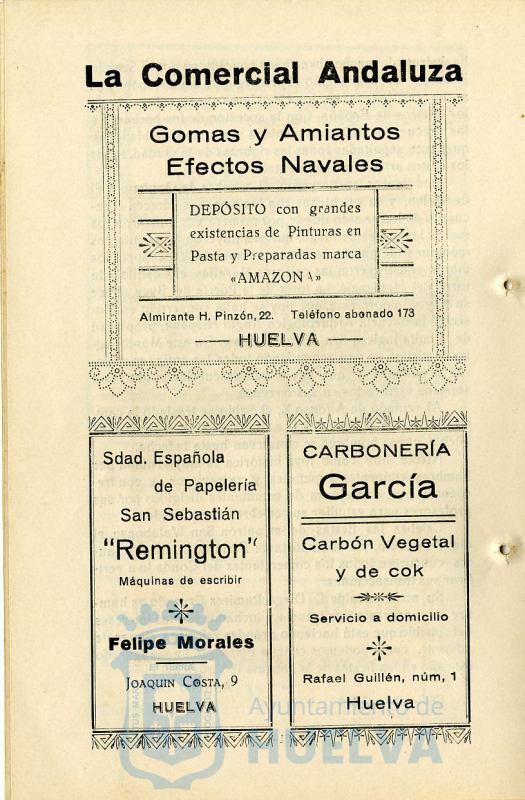 La Comercial Andaluza
Gomas y Amiantos
Efectos Navales
DEPÓSITO con grandes
existencias de Pinturas en
Pasta y Preparadas marca
«AMAZONA»
Almirante H. Pinzón, 22. Teléfono abonado 173
HUELVA
Sdad. Española
de Papelería
San Sebastián
"Remington"
Máquinas de escribir
Felipe Morales
JOAQUIN COSTA, 9
HUELVA
CARBONERÍA
García
Carbón Vegetal
y de cok
Servicio a domicilio
Rafael Guillén, núm, 1
Huelva
Ayuntamiento de
HUELVA